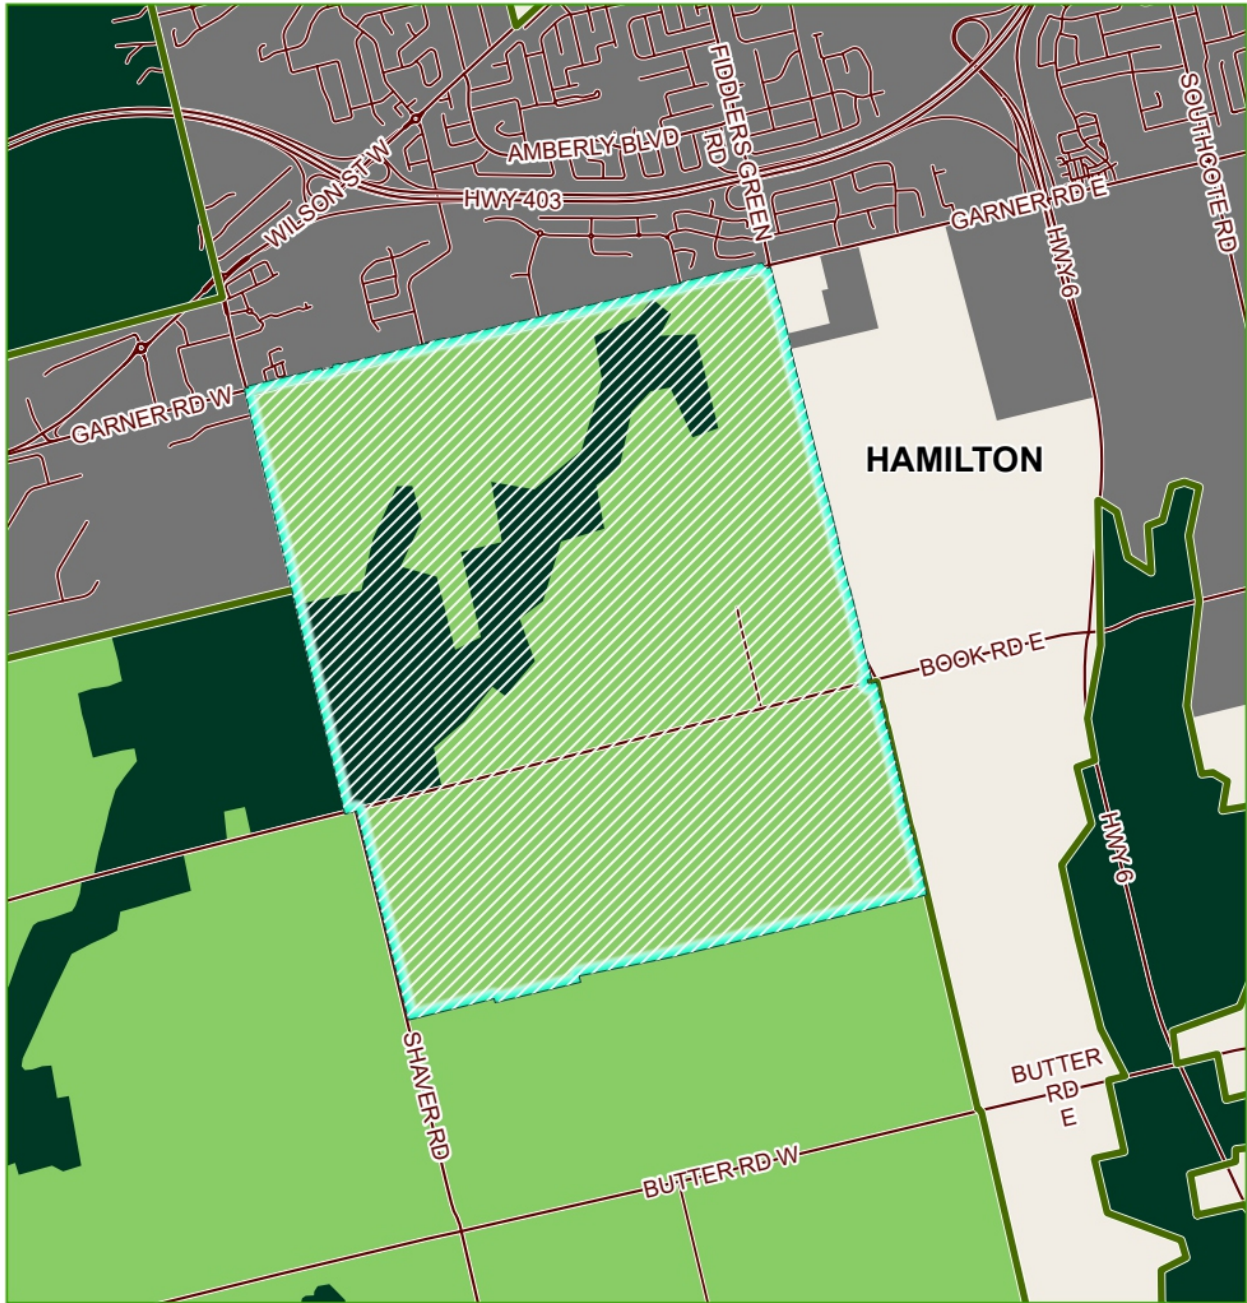 FIDDLERS GREEN
RD
SOUTHCOTE RD
AMBERLY BLVD
WILSON ST W
HWY 403
GARNER RD E
HWY 6
GARNER RD W
HAMILTON
BOOK RD E
HWY 6
SHAVER RD
BUTTER
RD
E
BUTTER RD W